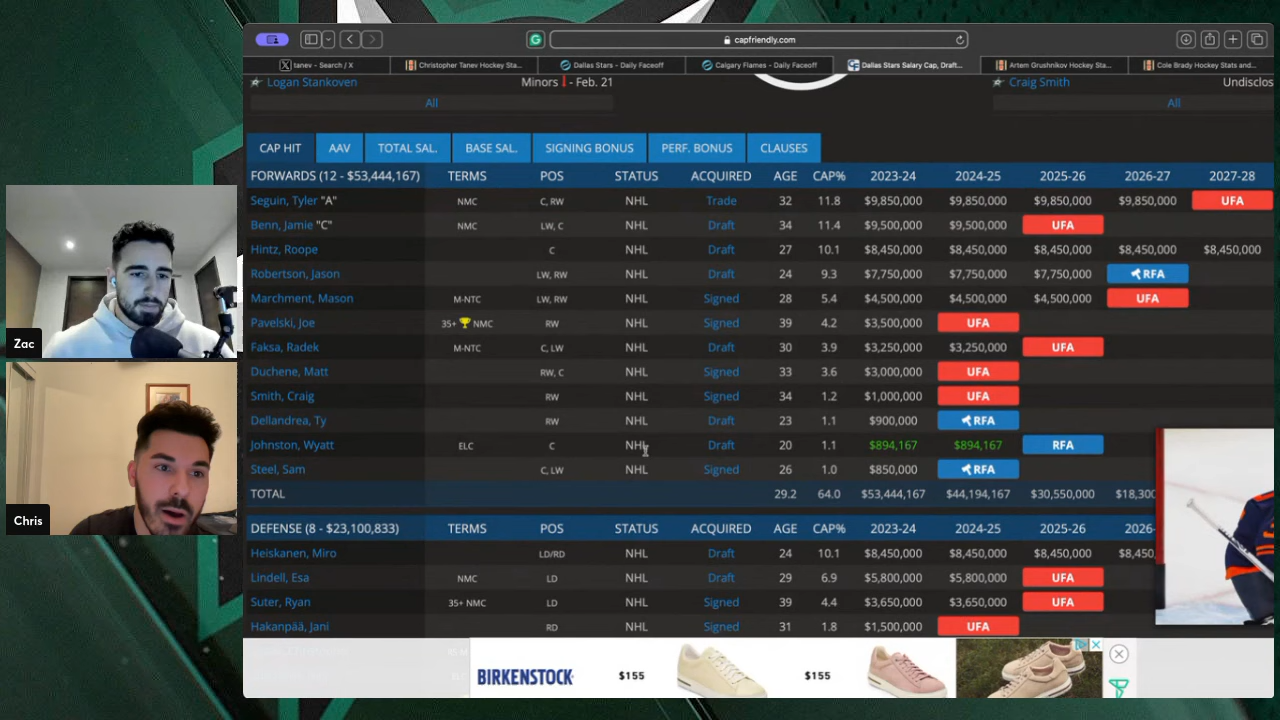 capfriendly.com
tanev - Search / X
Christopher Tanev Hockey Sta...
Dallas Stars - Daily Faceoff
Calgary Flames - Daily Faceoff
Dallas Stars Salary Cap, Draft...
Artem Grushnikov Hockey Sta...
Cole Brady Hockey Stats and...
Logan Stankoven Minors - Feb. 21 Craig Smith Undisclos
All All
CAP HIT AAV TOTAL SAL. BASE SAL. SIGNING BONUS PERF. BONUS CLAUSES
FORWARDS (12 - $53,444,167) TERMS POS STATUS ACQUIRED AGE CAP% 2023-24 2024-25 2025-26 2026-27 2027-28
Seguin, Tyler "A" NMC C, RW NHL Trade 32 11.8 $9,850,000 $9,850,000 $9,850,000 $9,850,000 UFA
Benn, Jamie "C" NMC LW, C NHL Draft 34 11.4 $9,500,000 $9,500,000 UFA
Hintz, Roope C NHL Draft 27 10.1 $8,450,000 $8,450,000 $8,450,000 $8,450,000 $8,450,000
Robertson, Jason LW, RW NHL Draft 24 9.3 $7,750,000 $7,750,000 $7,750,000 RFA
Marchment, Mason M-NTC LW, RW NHL Signed 28 5.4 $4,500,000 $4,500,000 $4,500,000 UFA
Pavelski, Joe 35+ NMC RW NHL Signed 39 4.2 $3,500,000 UFA
Faksa, Radek M-NTC C, LW NHL Draft 30 3.9 $3,250,000 $3,250,000 UFA
Duchene, Matt RW, C NHL Signed 33 3.6 $3,000,000 UFA
Smith, Craig RW NHL Signed 34 1.2 $1,000,000 UFA
Dellandrea, Ty RW NHL Draft 23 1.1 $900,000 RFA
Johnston, Wyatt ELC C NHL Draft 20 1.1 $894,167 $894,167 RFA
Steel, Sam C, LW NHL Signed 26 1.0 $850,000 RFA
TOTAL 29.2 64.0 $53,444,167 $44,194,167 $30,550,000 $18,300
DEFENSE (8 - $23,100,833) TERMS POS STATUS ACQUIRED AGE CAP% 2023-24 2024-25 2025-26 2026-
Heiskanen, Miro LD/RD NHL Draft 24 10.1 $8,450,000 $8,450,000 $8,450,000 $8,450,
Lindell, Esa NMC LD NHL Draft 29 6.9 $5,800,000 $5,800,000 UFA
Suter, Ryan 35+ NMC LD NHL Signed 39 4.4 $3,650,000 $3,650,000 UFA
Hakanpää, Jani RD NHL Signed 31 1.8 $1,500,000 UFA
BIRKENSTOCK $155 $155
Zac
Chris